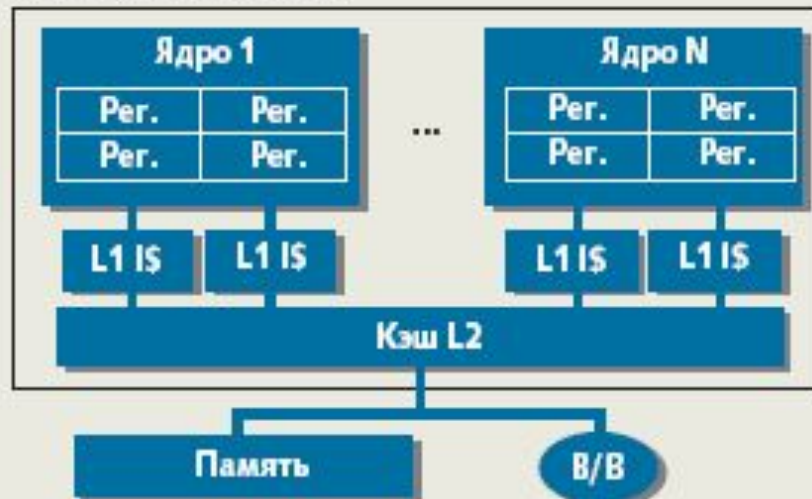 Ядро 1
Рег. Рег.
Рег. Рег.
...
Ядро N
Рег. Рег.
Рег. Рег.
L1 I$ L1 I$ L1 I$ L1 I$
Кэш L2
Память
В/В